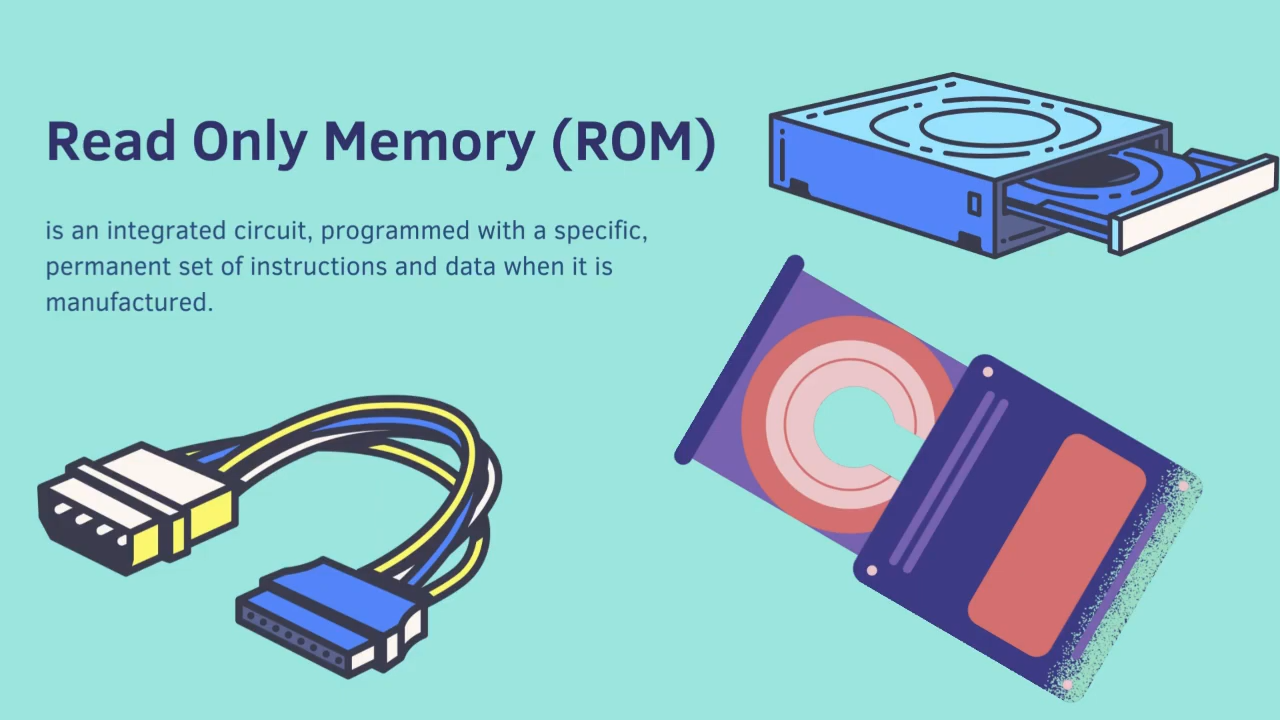 Read Only Memory (ROM)
is an integrated circuit, programmed with a specific,
permanent set of instructions and data when it is
manufactured.